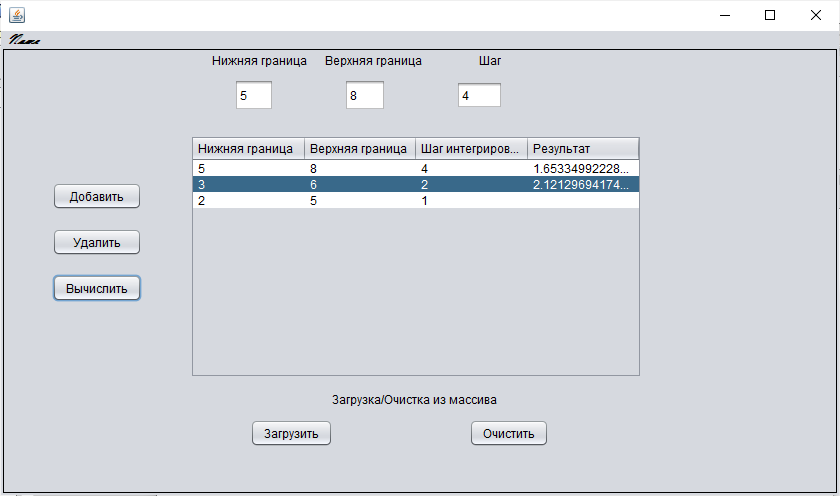 Name
Нижняя граница Верхняя граница Шаг
5 8 4
Нижняя граница Верхняя граница Шаг интегриров... Результат
5 8 4 1.65334992228...
3 6 2 2.12129694174...
2 5 1
Добавить
Удалить
Вычислить
Загрузка/Очистка из массива
Загрузить Очистить